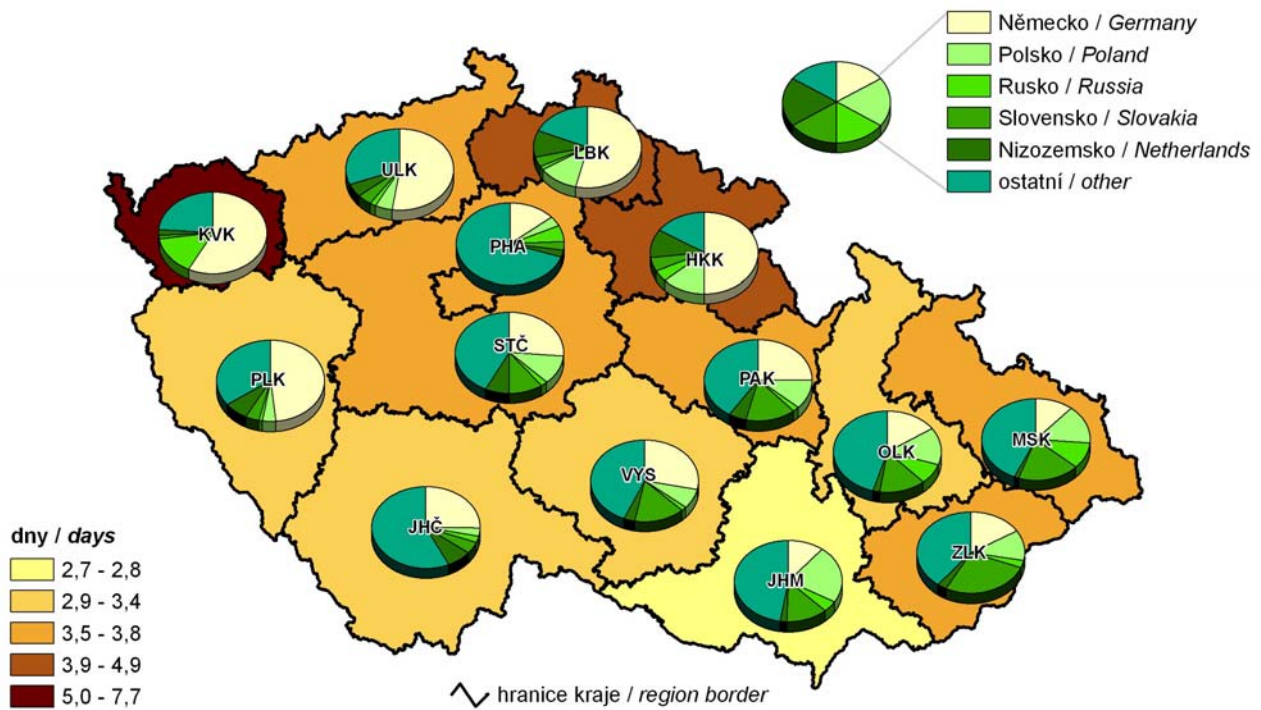 Německo / Germany
Polsko / Poland
Rusko / Russia
Slovensko / Slovakia
Nizozemsko / Netherlands
ostatní / other
LBK
ULK
KVK
PHA
HKK
STČ
PLK
PAK
MSK
OLK
VYS
JHČ
ZLK
JHM
dny / days
2,7 - 2,8
2,9 - 3,4
3,5 - 3,8
3,9 - 4,9
5,0 - 7,7
hranice kraje / region border